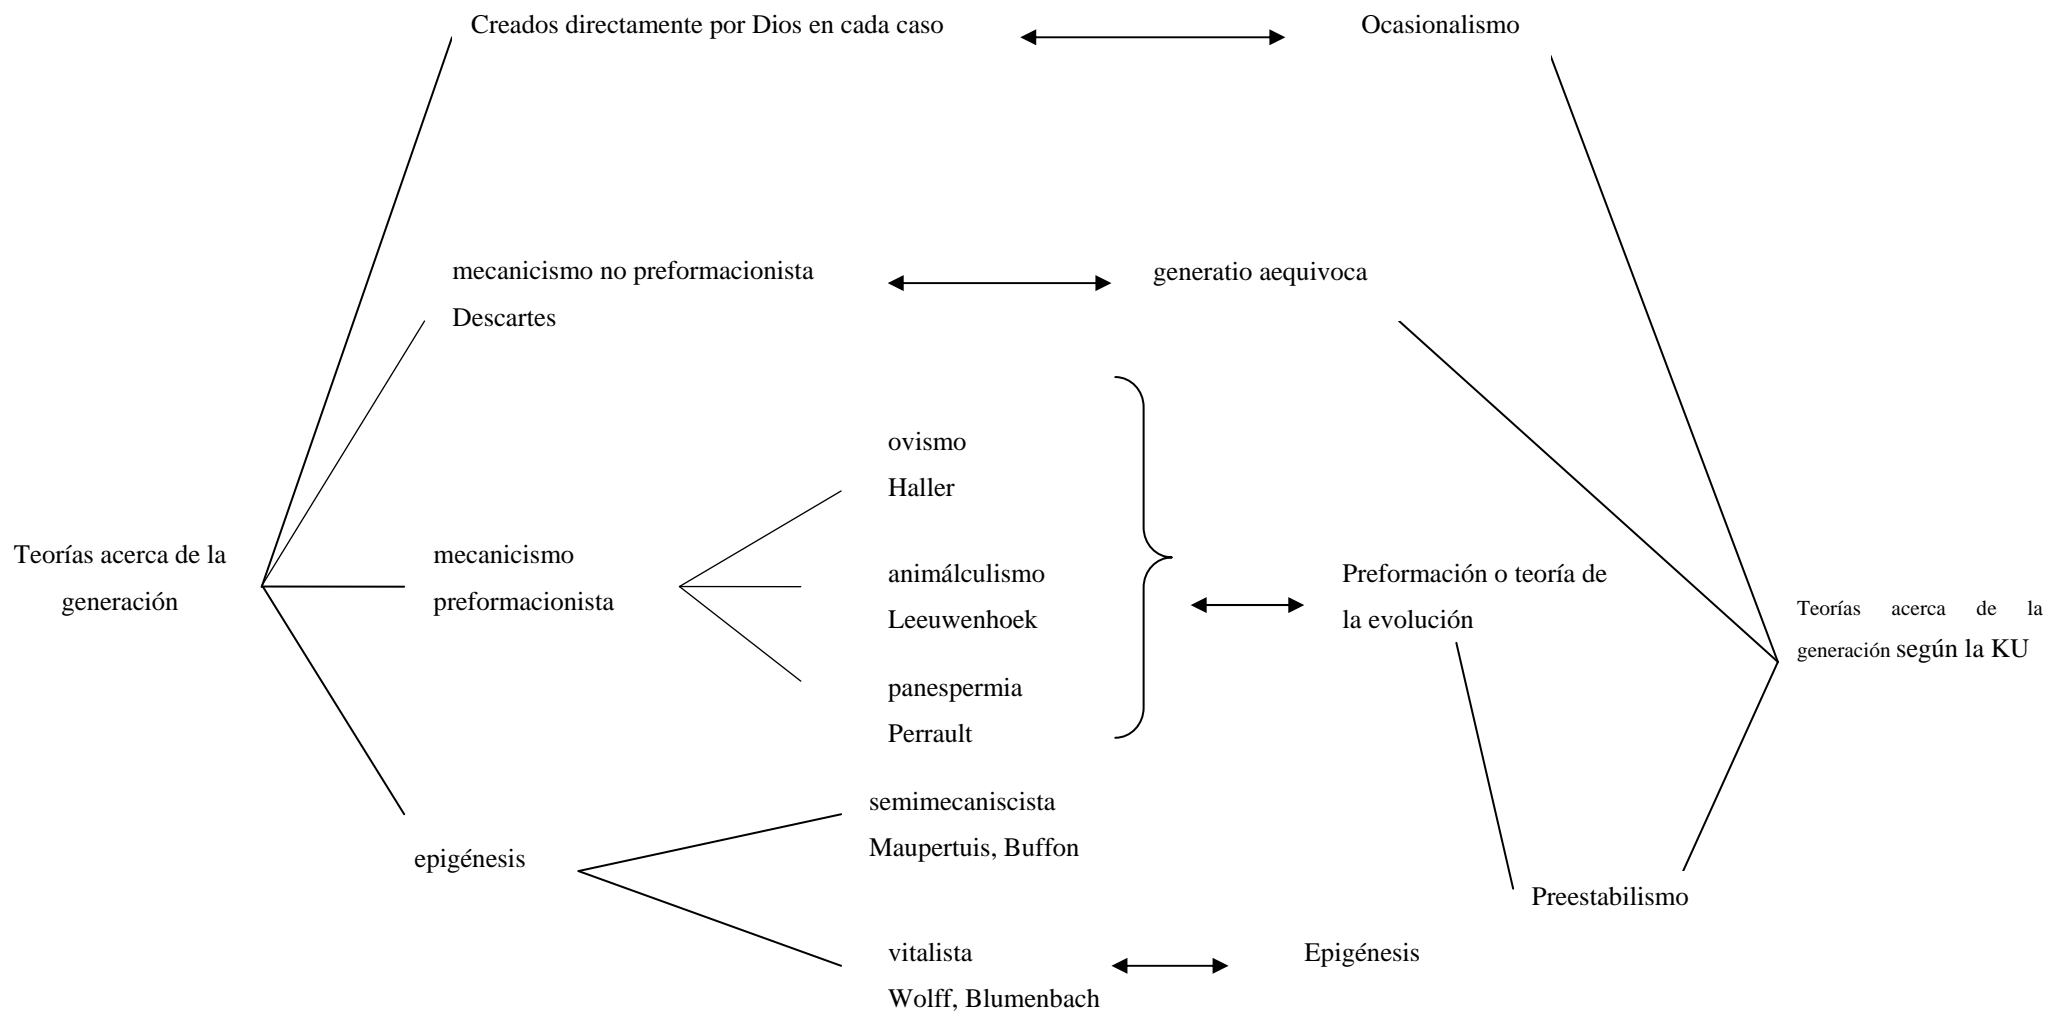 Creados directamente por Dios en cada caso
Ocasionalismo
mecanicismo no preformacionista
Descartes
generatio aequivoca
ovismo
Haller
Teorías acerca de la
generación
mecanicismo
preformacionista
animálculismo
Leeuwenhoek
Preformación o teoría de
la evolución
Teorías acerca de la
generación según la KU
panespermia
Perrault
semimecaniscista
Maupertuis, Buffon
epigénesis
Preestabilismo
vitalista
Wolff, Blumenbach
Epigénesis